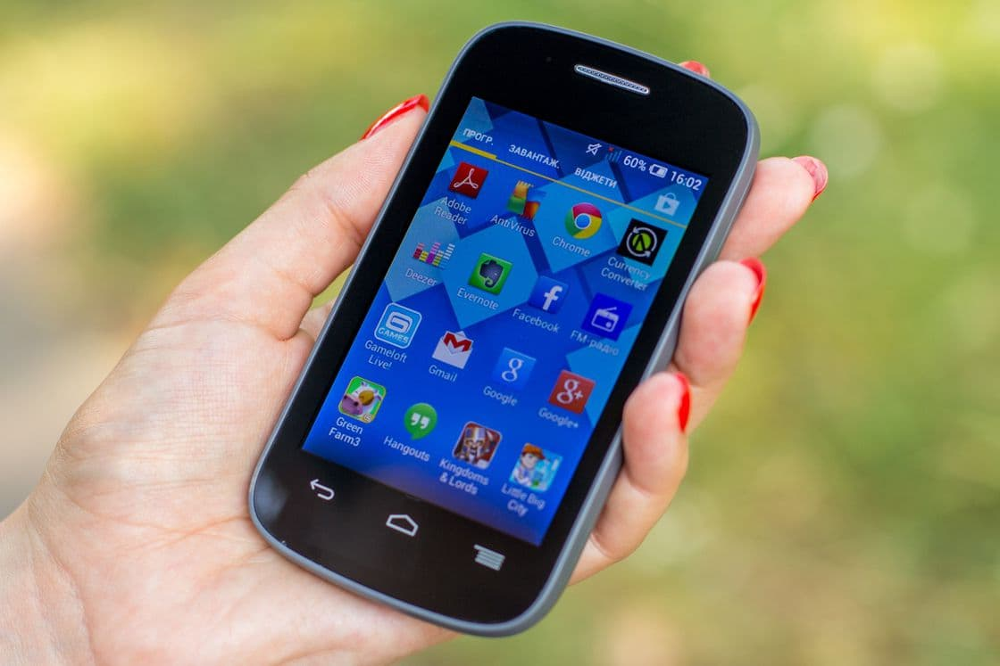 60% 16:02
ПРОГР. ЗАВАНТАЖ. ВІДЖЕТИ
Adobe
Reader
AntiVirus
Chrome
Currency
Converter
Deezer
Evernote
Facebook
FM-радіо
GAMES
Gameloft
Live!
Gmail
Google
Google+
Green
Farm3
Hangouts
Kingdoms
& Lords
Little Big
City